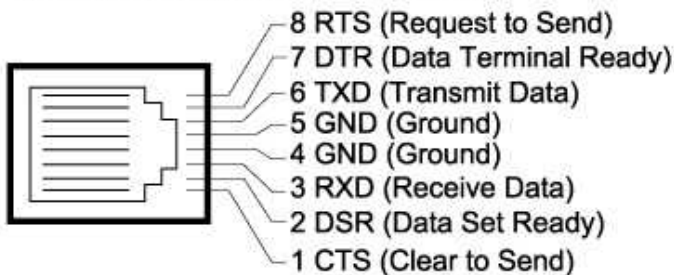 8 RTS (Request to Send)
7 DTR (Data Terminal Ready)
6 TXD (Transmit Data)
5 GND (Ground)
4 GND (Ground)
3 RXD (Receive Data)
2 DSR (Data Set Ready)
1 CTS (Clear to Send)